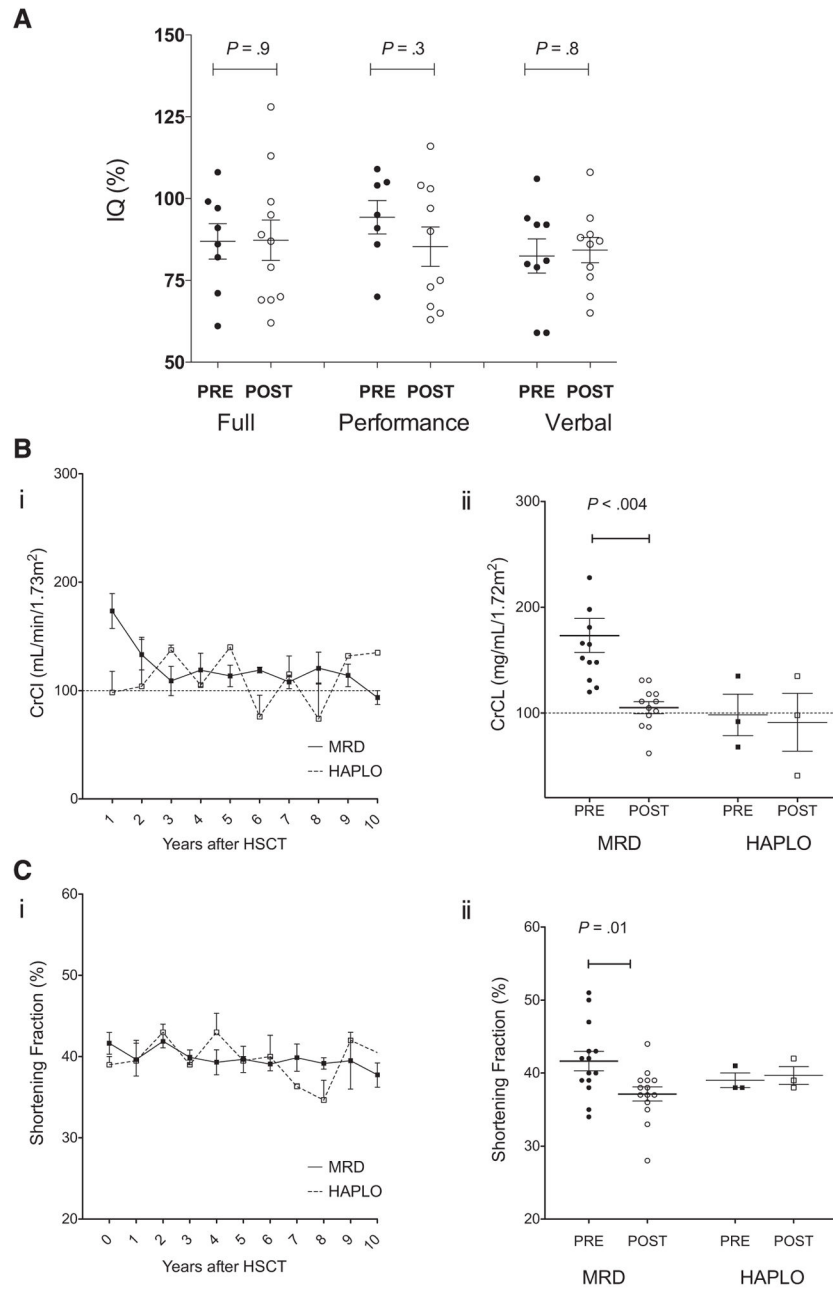 A
150
125
100
75
50
IQ (%)
P = .9
P = .3
P = .8
PRE POST PRE POST PRE POST
Full Performance Verbal
B
i
300
200
100
0
CrCl (mL/min/1.73m²)
MRD
HAPLO
1 2 3 4 5 6 7 8 9 10
Years after HSCT
ii
300
200
100
CrCL (mg/mL/1.72m²)
P < .004
PRE POST PRE POST
MRD HAPLO
C
i
60
50
40
30
20
Shortening Fraction (%)
MRD
HAPLO
0 1 2 3 4 5 6 7 8 9 10
Years after HSCT
ii
60
50
40
30
20
Shortening Fraction (%)
P = .01
PRE POST PRE POST
MRD HAPLO